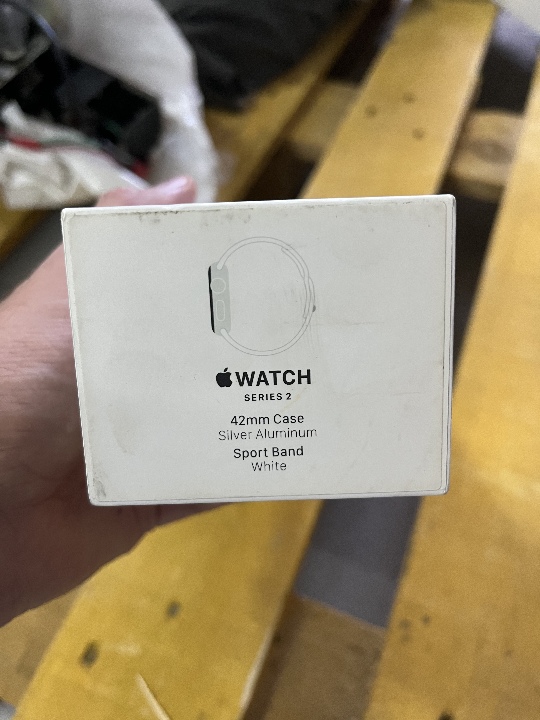 WATCH
SERIES 2
42mm Case
Silver Aluminum
Sport Band
White